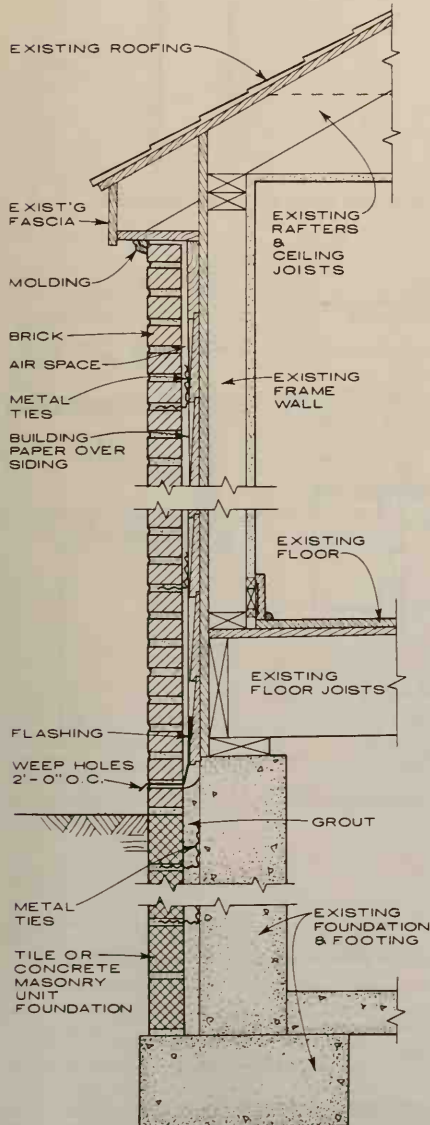 EXISTING ROOFING
EXIST'G
FASCIA
MOLDING
BRICK
AIR SPACE
METAL
TIES
BUILDING
PAPER OVER
SIDING
EXISTING
RAFTERS
&
CEILING
JOISTS
EXISTING
FRAME
WALL
EXISTING
FLOOR
EXISTING
FLOOR JOISTS
FLASHING
WEEP HOLES
2'-0" O.C.
GROUT
METAL
TIES
TILE OR
CONCRETE
MASONRY
UNIT
FOUNDATION
EXISTING
FOUNDATION
& FOOTING